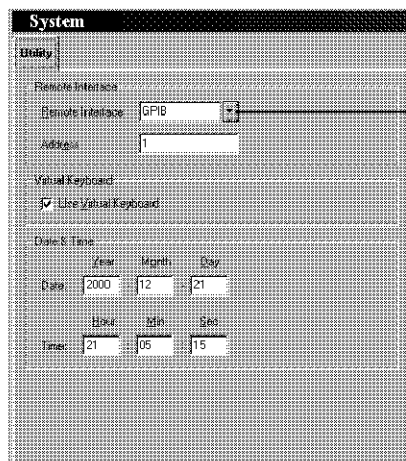 System
Utility
Remote Interface
Remote Interface GPIB
Address 1
Virtual Keyboard
Use Virtual Keyboard
Date & Time
Year Month Day
Date: 2000 12 21
Hour Min Sec
Time: 21 05 15